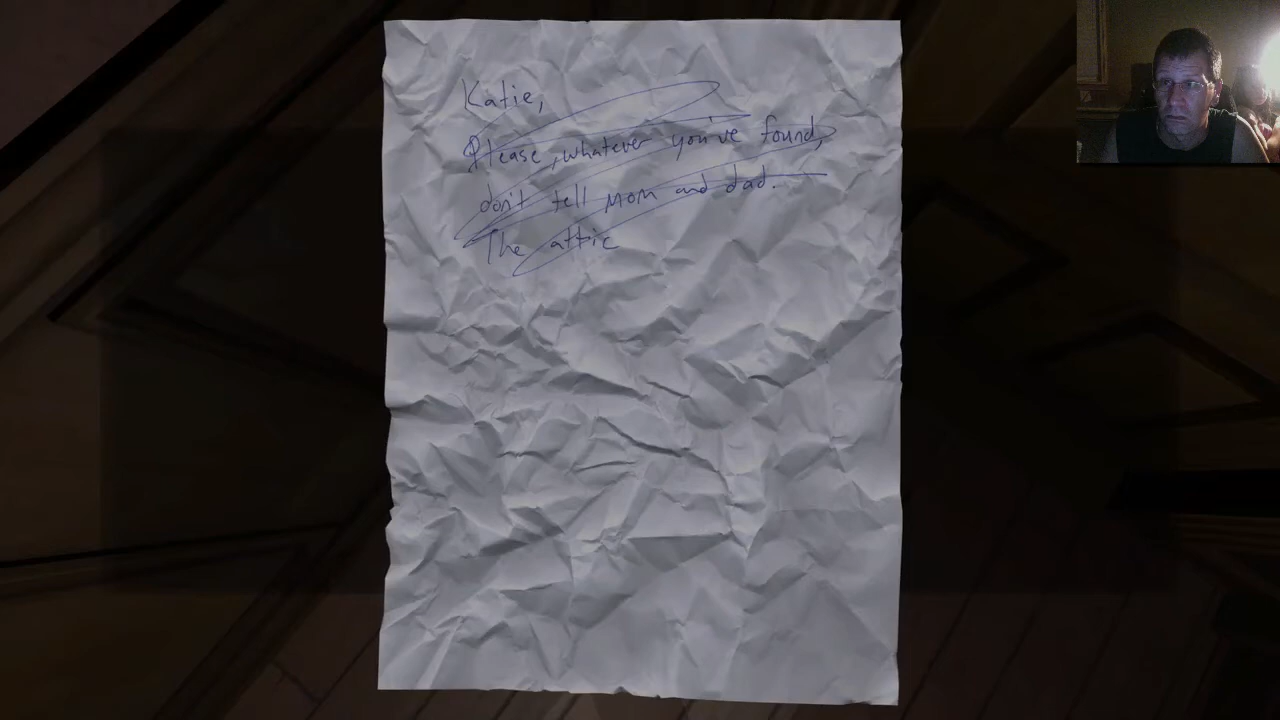 Katie,
Please, whatever you've found,
don't tell Mom and dad.
The attic